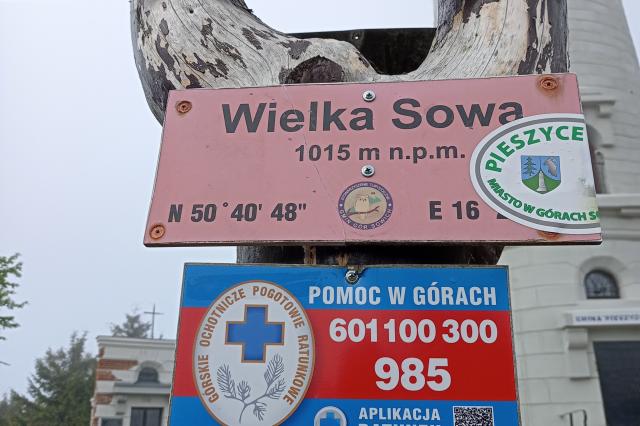 Wielka Sowa
1015 m n.p.m.
N 50° 40' 48"
E 16
PIESZYCE
MIASTO W GÓRACH
POMOC W GÓRACH
601 100 300
985
GÓRSKIE OCHOTNICZE POGOTOWIE RATUNKOWE
APLIKACJA